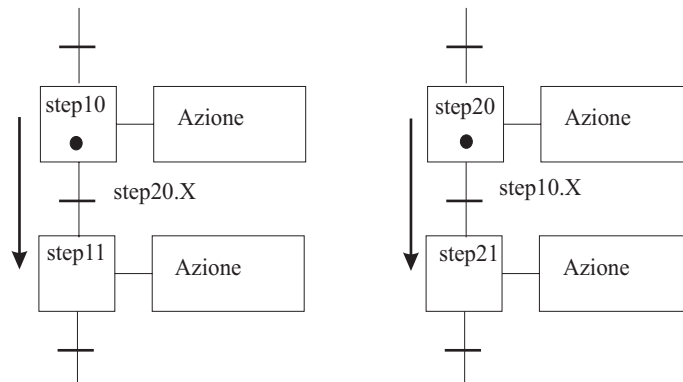 step10
Azione
step20.X
step11
Azione
step20
Azione
step10.X
step21
Azione